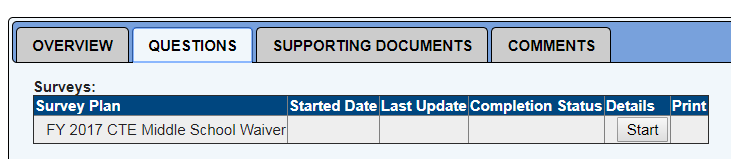 OVERVIEW QUESTIONS SUPPORTING DOCUMENTS COMMENTS
Surveys:
Survey Plan Started Date Last Update Completion Status Details Print
FY 2017 CTE Middle School Waiver Start